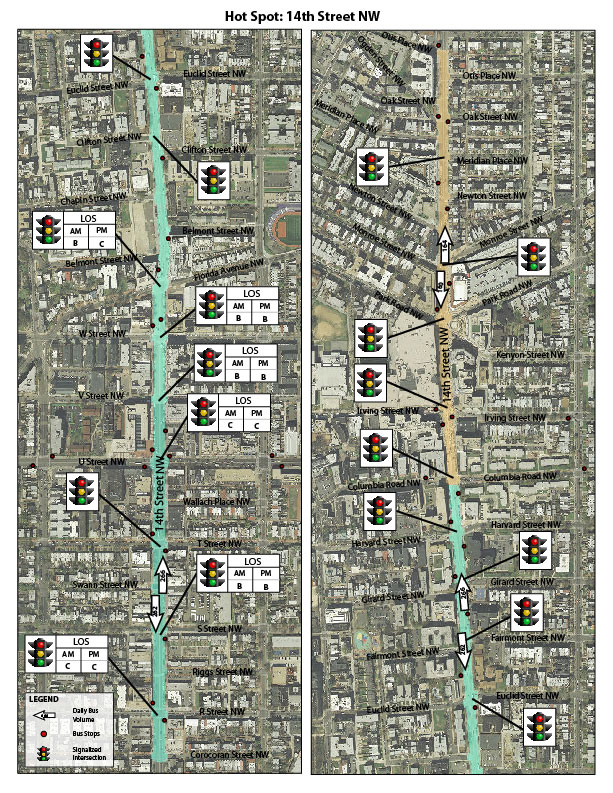 Hot Spot: 14th Street NW
Euclid Street NW
Euclid Street NW
Clifton Street NW
Clifton Street NW
Chapin Street NW
LOS
AM PM
B C
Belmont Street NW
Belmont Street NW
Florida Avenue NW
LOS
AM PM
B B
W Street NW
LOS
AM PM
B B
V Street NW
LOS
AM PM
C C
U Street NW
14th Street NW
Wallach Place NW
T Street NW
LOS
AM PM
B B
Swann Street NW
S Street NW
LOS
AM PM
C C
Riggs Street NW
R Street NW
Corocoran Street NW
LEGEND
Daily Bus
Volume
Bus Stops
Signalized
Intersection
Otis Place NW
Otis Place NW
Oak Street NW
Oak Street NW
Meridian Place NW
Meridian Place NW
Newton Street NW
Newton Street NW
Monroe Street NW
Monroe Street NW
Park Road NW
Park Road NW
14th Street NW
Kenyon Street NW
Irving Street NW
Irving Street NW
Columbia Road NW
Columbia Road NW
Harvard Street NW
Harvard Street NW
Girard Street NW
Girard Street NW
Fairmont Street NW
Fairmont Street NW
Euclid Street NW
Euclid Street NW